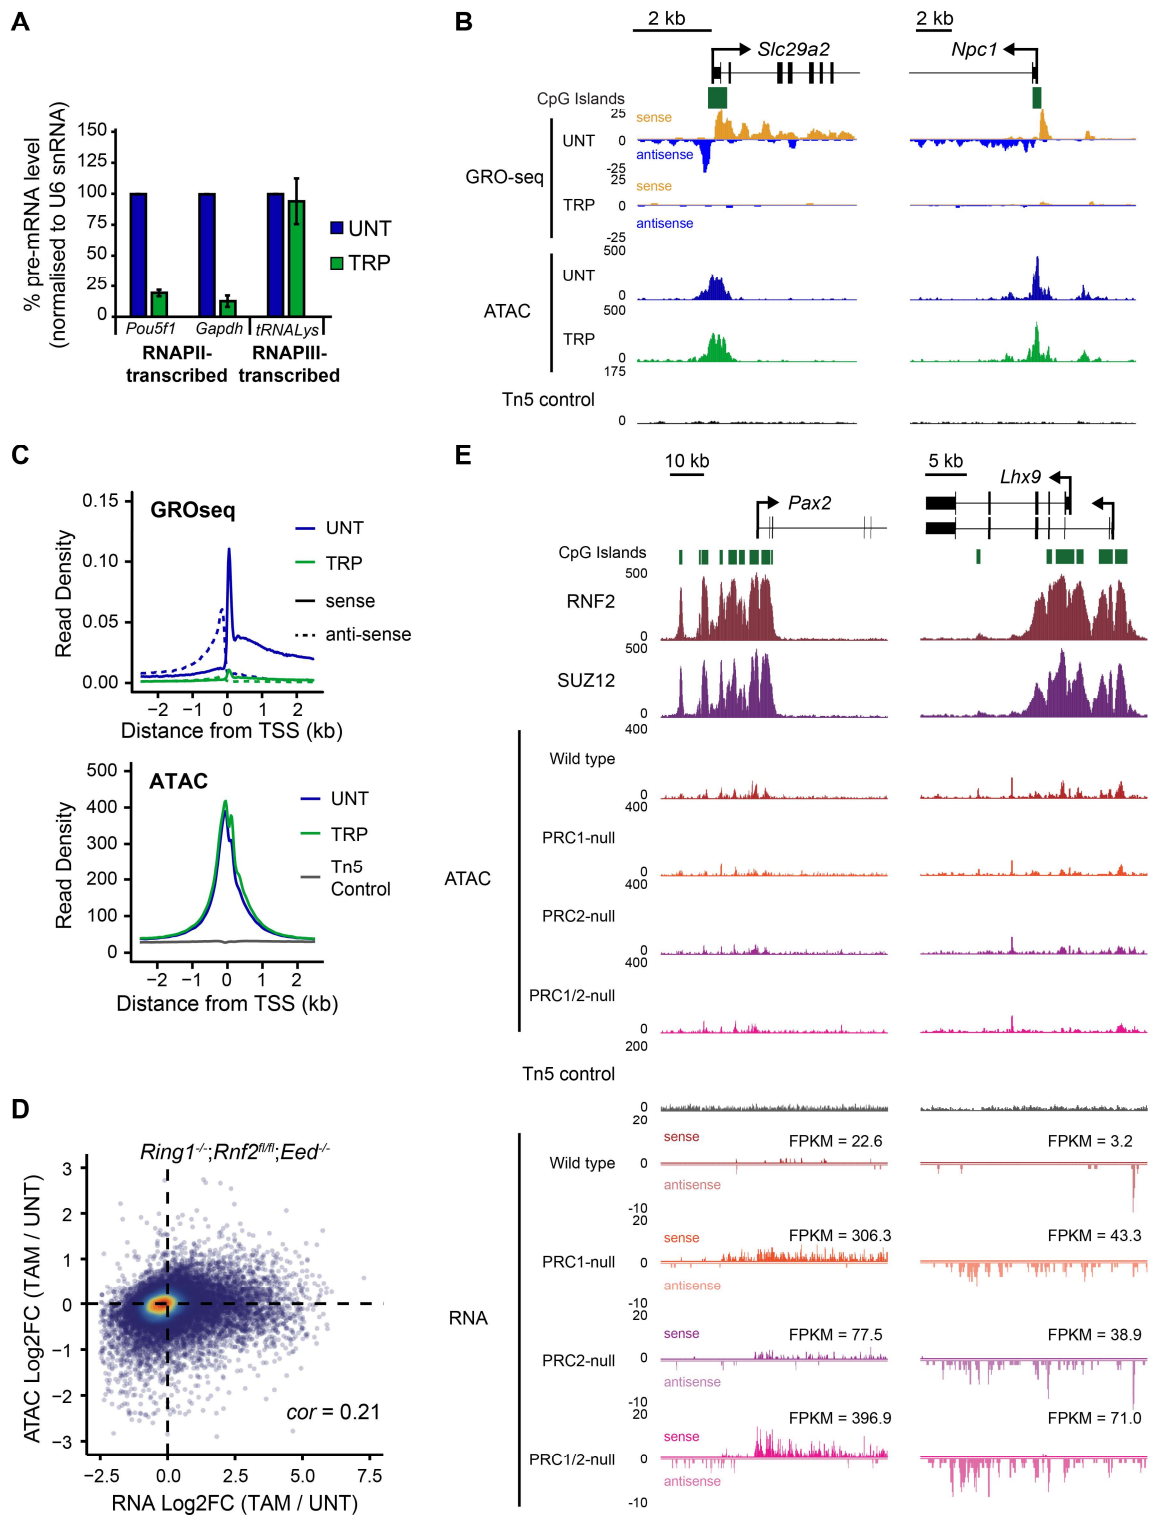 A
% pre-mRNA level
(normalised to U6 snRNA)
150
125
100
75
50
25
0
UNT
TRP
Pou5f1 Gapdh tRNALys
RNAPII-transcribed
RNAPIII-transcribed
B
2 kb
2 kb
Slc29a2
Npc1
CpG Islands
GRO-seq
UNT
25
0
-25
sense
antisense
TRP
25
0
-25
sense
antisense
ATAC
UNT
500
0
TRP
500
0
Tn5 control
175
0
C
GROseq
Read Density
0.15
0.10
0.05
0.00
UNT
TRP
sense
anti-sense
−2 −1 0 1 2
Distance from TSS (kb)
ATAC
Read Density
500
400
300
200
100
0
UNT
TRP
Tn5
Control
−2 −1 0 1 2
Distance from TSS (kb)
D
Ring1-/-;Rnf2fl/fl;Eed-/-
ATAC Log2FC (TAM / UNT)
3
2
1
0
−1
−2
−3
cor = 0.21
−2.5 0.0 2.5 5.0 7.5
RNA Log2FC (TAM / UNT)
E
10 kb
5 kb
Pax2
Lhx9
CpG Islands
RNF2
500
0
SUZ12
500
0
ATAC
Wild type
400
0
PRC1-null
400
0
PRC2-null
400
0
PRC1/2-null
400
0
Tn5 control
200
0
RNA
Wild type
20
0
-10
sense
antisense
FPKM = 22.6
FPKM = 3.2
PRC1-null
20
0
-10
sense
antisense
FPKM = 306.3
FPKM = 43.3
PRC2-null
20
0
-10
sense
antisense
FPKM = 77.5
FPKM = 38.9
PRC1/2-null
20
0
-10
sense
antisense
FPKM = 396.9
FPKM = 71.0